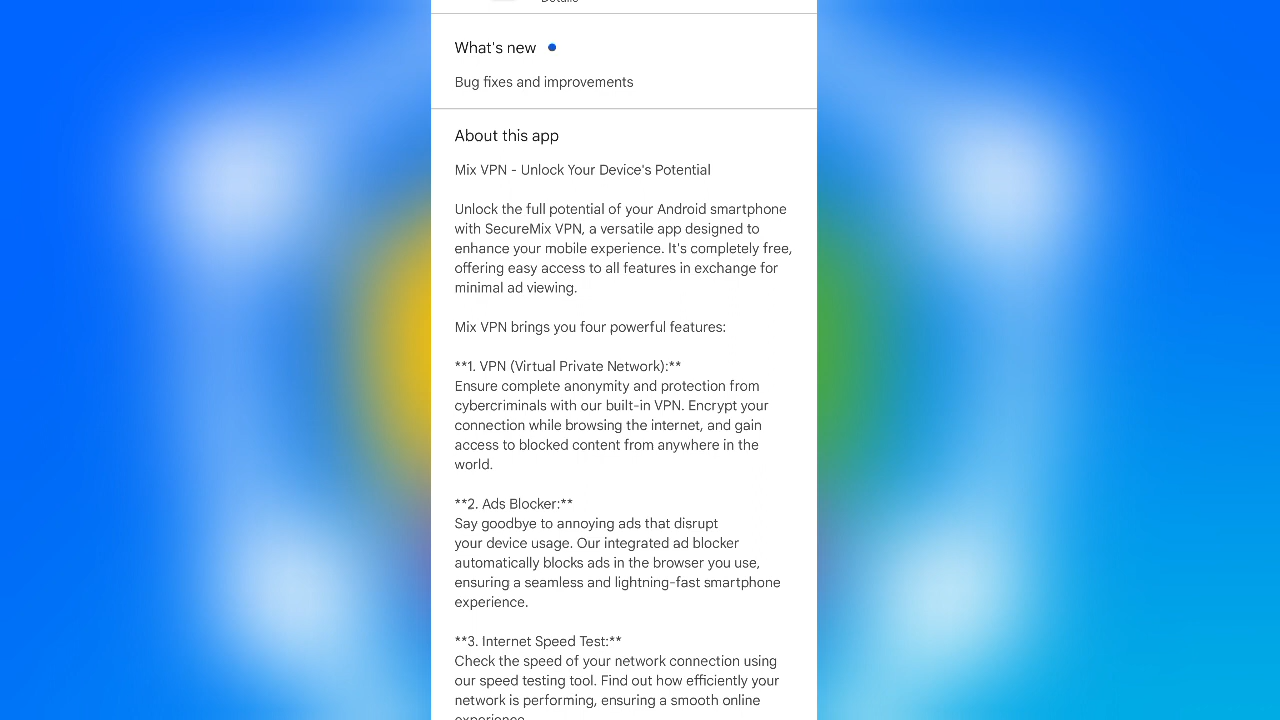 Details
What's new
Bug fixes and improvements
About this app
Mix VPN - Unlock Your Device's Potential
Unlock the full potential of your Android smartphone
with SecureMix VPN, a versatile app designed to
enhance your mobile experience. It's completely free,
offering easy access to all features in exchange for
minimal ad viewing.
Mix VPN brings you four powerful features:
**1. VPN (Virtual Private Network):**
Ensure complete anonymity and protection from
cybercriminals with our built-in VPN. Encrypt your
connection while browsing the internet, and gain
access to blocked content from anywhere in the
world.
**2. Ads Blocker:**
Say goodbye to annoying ads that disrupt
your device usage. Our integrated ad blocker
automatically blocks ads in the browser you use,
ensuring a seamless and lightning-fast smartphone
experience.
**3. Internet Speed Test:**
Check the speed of your network connection using
our speed testing tool. Find out how efficiently your
network is performing, ensuring a smooth online
experience.